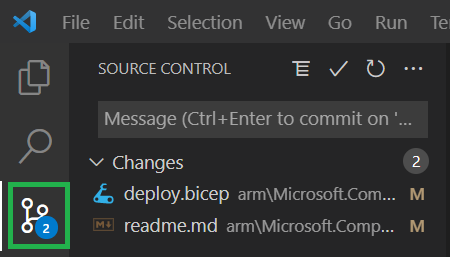 File Edit Selection View Go Run Te
SOURCE CONTROL
Message (Ctrl+Enter to commit on '...
Changes 2
deploy.bicep arm\Microsoft.Com... M
readme.md arm\Microsoft.Comp... M
2